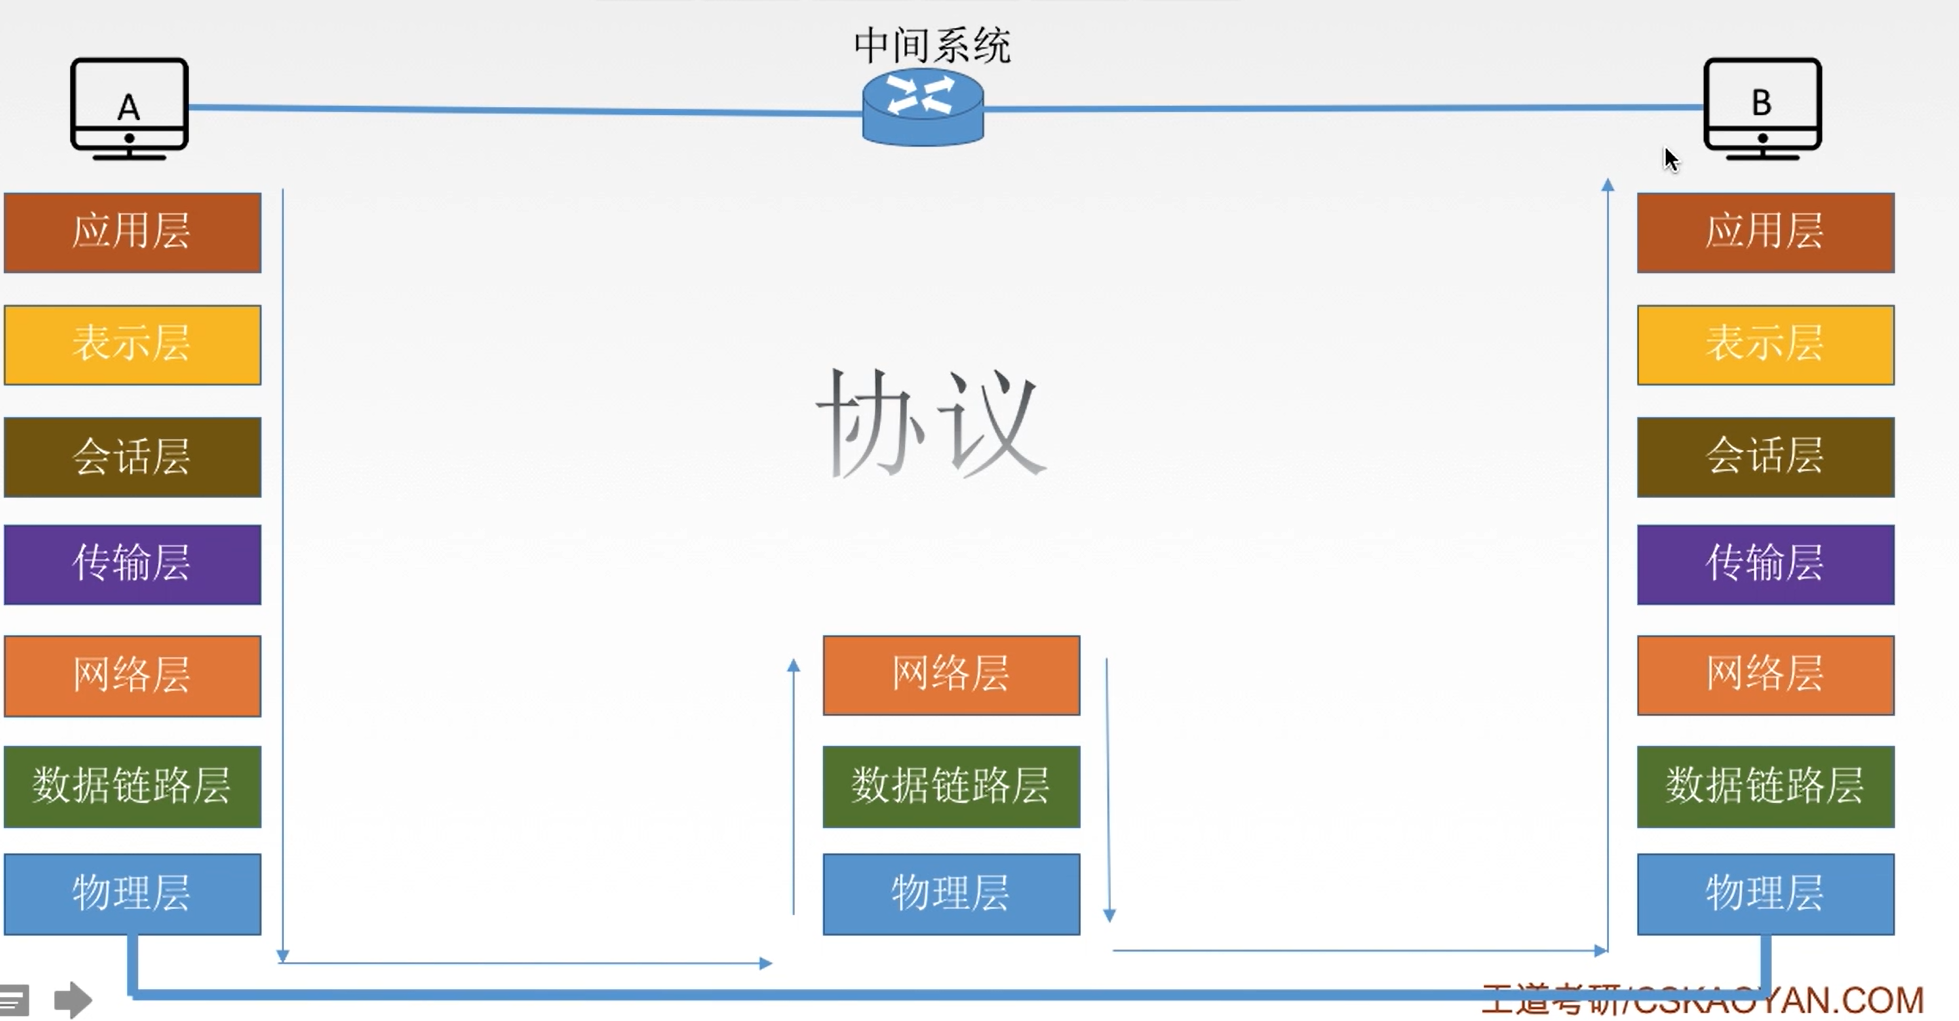 中间系统
A
B
应用层
应用层
表示层
表示层
会话层
会话层
协议
传输层
传输层
网络层
网络层
网络层
数据链路层
数据链路层
数据链路层
物理层
物理层
物理层
工道考研/CSKAOYAN.COM